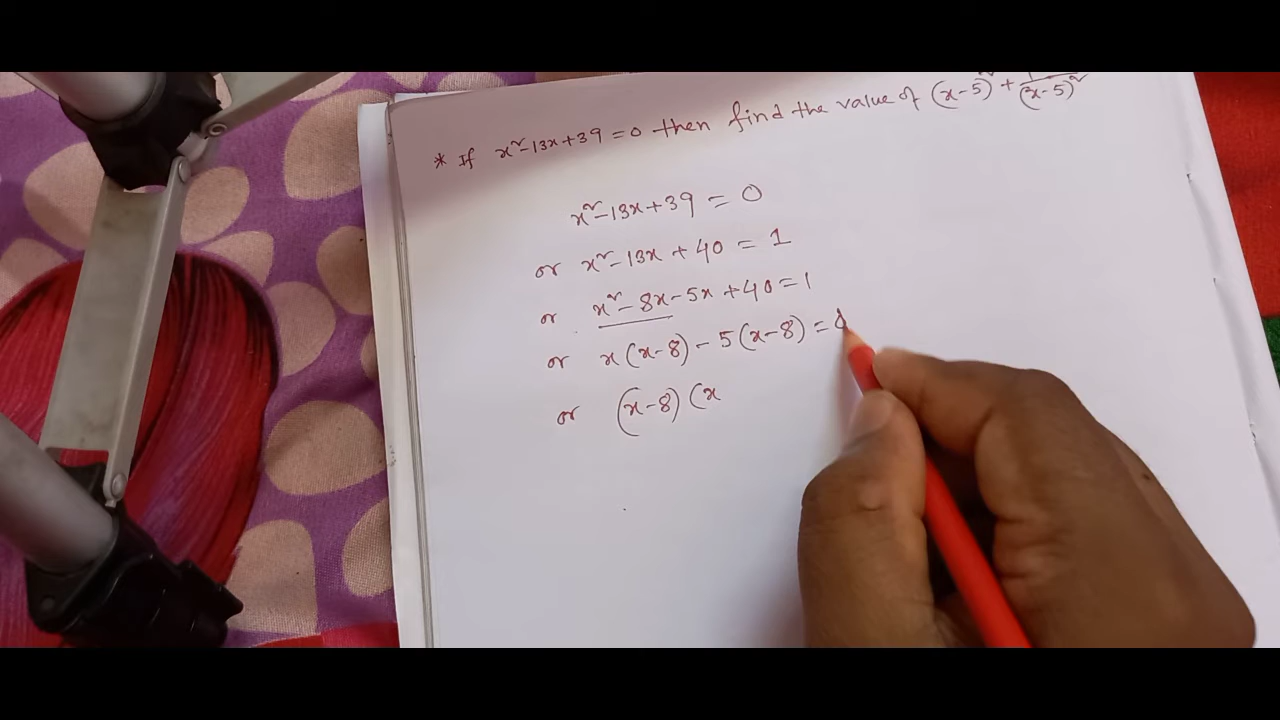 * If x²-13x+39=0 then find the value of (x-5)²+1/(x-5)²
x²-13x+39=0
or x²-13x+40=1
or x²-8x-5x+40=1
or x(x-8)-5(x-8)=
or (x-8)(x